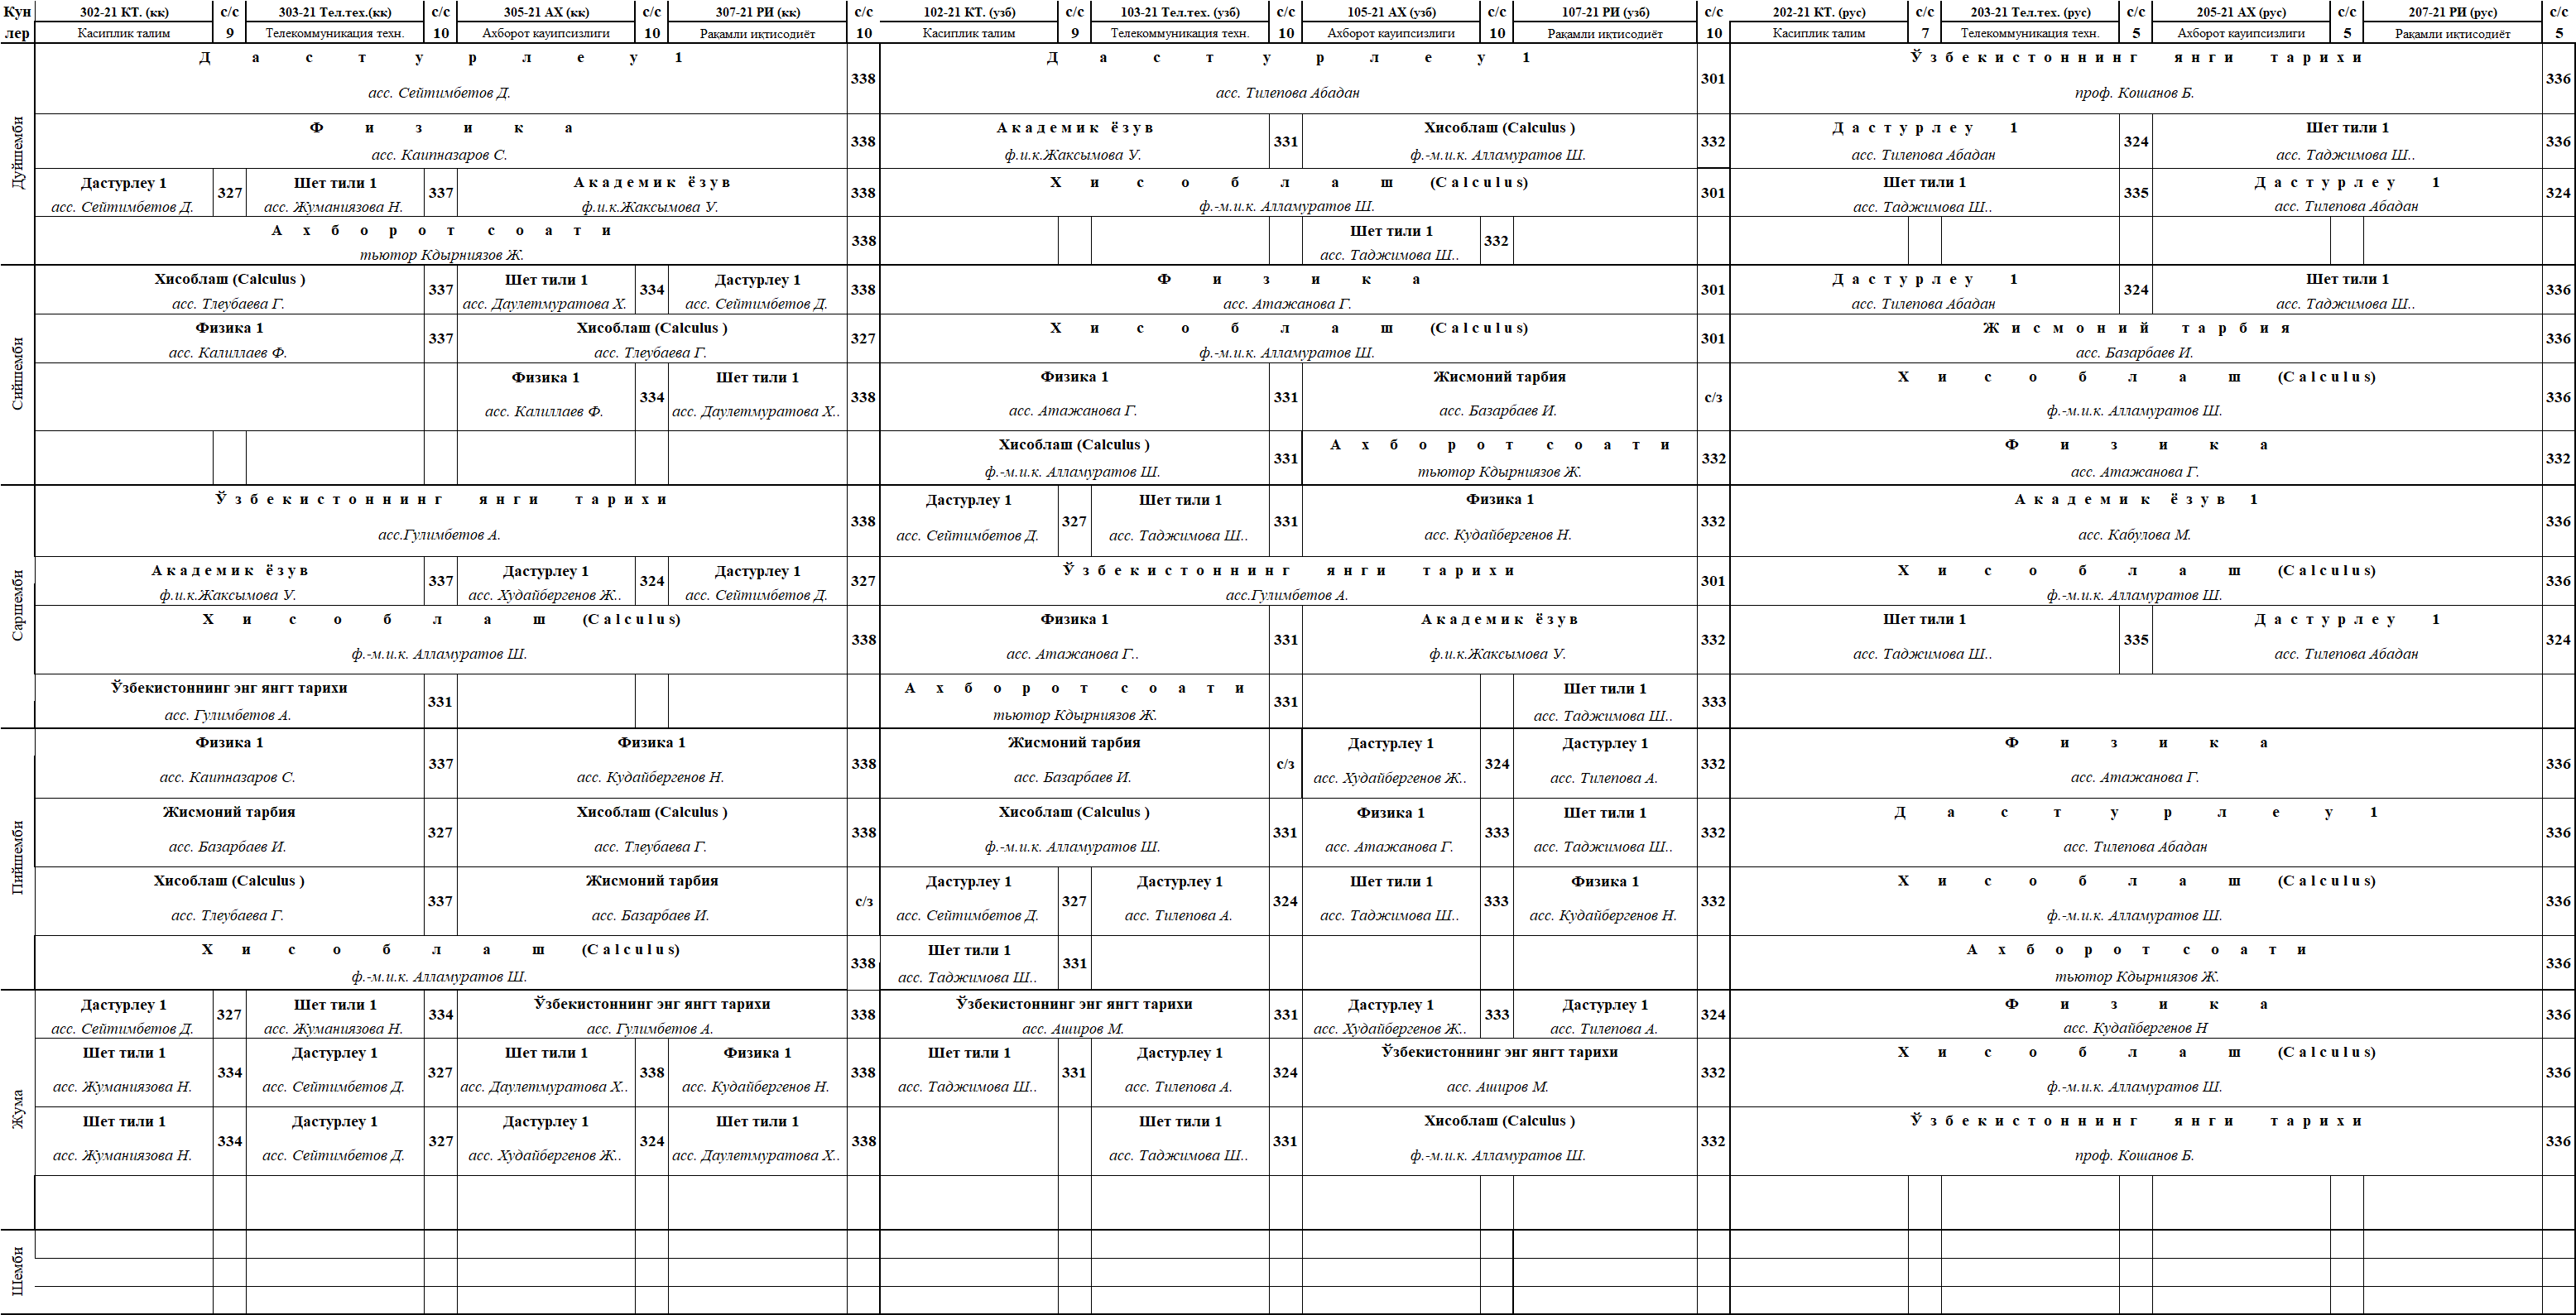 Кун 302-21 КТ. (кк) с/с 303-21 Тел.тех.(кк) с/с 305-21 АХ (кк) с/с 307-21 РИ (кк) с/с 102-21 КТ. (узб) с/с 103-21 Тел.тех. (узб) с/с 105-21 АХ (узб) с/с 107-21 РИ (узб) с/с 202-21 КТ. (рус) с/с 203-21 Тел.тех. (рус) с/с 205-21 АХ (рус) с/с 207-21 РИ (рус) с/с
лер Касиплик талим 9 Телекоммуникация техн. 10 Ахборот кауипсизлиги 10 Рақамли иқтисодиёт 10 Касиплик талим 9 Телекоммуникация техн. 10 Ахборот кауипсизлиги 10 Рақамли иқтисодиёт 10 Касиплик талим 7 Телекоммуникация техн. 5 Ахборот кауипсизлиги 5 Рақамли иқтисодиёт 5
Дуйшемби
Дастурлеу 1 338 Дастурлеу 1 301 Ўзбекистоннинг янги тарихи 336
асс. Сейтимбетов Д. асс. Тилепова Абадан проф. Кошанов Б.
Физика 338 Академик ёзув 331 Хисоблаш (Calculus ) 332 Дастурлеу 1 324 Шет тили 1 336
асс. Каипназаров С. ф.и.к.Жаксымова У. ф.-м.и.к. Алламуратов Ш. асс. Тилепова Абадан асс. Таджимова Ш..
Дастурлеу 1 327 Шет тили 1 337 Академик ёзув 338 Хисоблаш (Calculus) 301 Шет тили 1 335 Дастурлеу 1 324
асс. Сейтимбетов Д. асс. Жуманиязова Н. ф.и.к.Жаксымова У. ф.-м.и.к. Алламуратов Ш. асс. Таджимова Ш.. асс. Тилепова Абадан
Ахборот соати 338 Шет тили 1 332
тьютор Кдырниязов Ж. асс. Таджимова Ш..
Сийшемби
Хисоблаш (Calculus ) 337 Шет тили 1 334 Дастурлеу 1 338 Физика 301 Дастурлеу 1 324 Шет тили 1 336
асс. Тлеубаева Г. асс. Даулетмуратова Х. асс. Сейтимбетов Д. асс. Атажанова Г. асс. Тилепова Абадан асс. Таджимова Ш..
Физика 1 337 Хисоблаш (Calculus ) 327 Хисоблаш (Calculus) 301 Жисмоний тарбия 336
асс. Калиллаев Ф. асс. Тлеубаева Г. ф.-м.и.к. Алламуратов Ш. асс. Базарбаев И.
Физика 1 334 Шет тили 1 338 Физика 1 331 Жисмоний тарбия с/з Хисоблаш (Calculus) 336
асс. Калиллаев Ф. асс. Даулетмуратова Х.. асс. Атажанова Г. асс. Базарбаев И. ф.-м.и.к. Алламуратов Ш.
Хисоблаш (Calculus ) 331 Ахборот соати 332 Физика 332
ф.-м.и.к. Алламуратов Ш. тьютор Кдырниязов Ж. асс. Атажанова Г.
Саршемби
Ўзбекистоннинг янги тарихи 338 Дастурлеу 1 327 Шет тили 1 331 Физика 1 332 Академик ёзув 1 336
асс.Гулимбетов А. асс. Сейтимбетов Д. асс. Таджимова Ш.. асс. Кудайбергенов Н. асс. Кабулова М.
Академик ёзув 337 Дастурлеу 1 324 Дастурлеу 1 327 Ўзбекистоннинг янги тарихи 301 Хисоблаш (Calculus) 336
ф.и.к.Жаксымова У. асс. Худайбергенов Ж.. асс. Сейтимбетов Д. асс.Гулимбетов А. ф.-м.и.к. Алламуратов Ш.
Хисоблаш (Calculus) 338 Физика 1 331 Академик ёзув 332 Шет тили 1 335 Дастурлеу 1 324
ф.-м.и.к. Алламуратов Ш. асс. Атажанова Г.. ф.и.к.Жаксымова У. асс. Таджимова Ш.. асс. Тилепова Абадан
Ўзбекистоннинг энг янгт тарихи 331 Ахборот соати 331 Шет тили 1 333
асс. Гулимбетов А. тьютор Кдырниязов Ж. асс. Таджимова Ш..
Пийшемби
Физика 1 337 Физика 1 338 Жисмоний тарбия с/з Дастурлеу 1 324 Дастурлеу 1 332 Физика 336
асс. Каипназаров С. асс. Кудайбергенов Н. асс. Базарбаев И. асс. Худайбергенов Ж.. асс. Тилепова А. асс. Атажанова Г.
Жисмоний тарбия 327 Хисоблаш (Calculus ) 338 Хисоблаш (Calculus ) 331 Физика 1 333 Шет тили 1 332 Дастурлеу 1 336
асс. Базарбаев И. асс. Тлеубаева Г. ф.-м.и.к. Алламуратов Ш. асс. Атажанова Г. асс. Таджимова Ш.. асс. Тилепова Абадан
Хисоблаш (Calculus ) 337 Жисмоний тарбия с/з Дастурлеу 1 327 Дастурлеу 1 324 Шет тили 1 333 Физика 1 332 Хисоблаш (Calculus) 336
асс. Тлеубаева Г. асс. Базарбаев И. асс. Сейтимбетов Д. асс. Тилепова А. асс. Таджимова Ш.. асс. Кудайбергенов Н. ф.-м.и.к. Алламуратов Ш.
Хисоблаш (Calculus) 338 Шет тили 1 331 Ахборот соати 336
ф.-м.и.к. Алламуратов Ш. асс. Таджимова Ш.. тьютор Кдырниязов Ж.
Жума
Дастурлеу 1 327 Шет тили 1 334 Ўзбекистоннинг энг янгт тарихи 338 Ўзбекистоннинг энг янгт тарихи 331 Дастурлеу 1 333 Дастурлеу 1 324 Физика 336
асс. Сейтимбетов Д. асс. Жуманиязова Н. асс. Гулимбетов А. асс. Аширов М. асс. Худайбергенов Ж.. асс. Тилепова А. асс. Кудайбергенов Н
Шет тили 1 334 Дастурлеу 1 327 Шет тили 1 338 Физика 1 338 Шет тили 1 331 Дастурлеу 1 324 Ўзбекистоннинг энг янгт тарихи 332 Хисоблаш (Calculus) 336
асс. Жуманиязова Н. асс. Сейтимбетов Д. асс. Даулетмуратова Х.. асс. Кудайбергенов Н. асс. Таджимова Ш.. асс. Тилепова А. асс. Аширов М. ф.-м.и.к. Алламуратов Ш.
Шет тили 1 334 Дастурлеу 1 327 Дастурлеу 1 324 Шет тили 1 338 Шет тили 1 331 Хисоблаш (Calculus ) 332 Ўзбекистоннинг янги тарихи 336
асс. Жуманиязова Н. асс. Сейтимбетов Д. асс. Худайбергенов Ж.. асс. Даулетмуратова Х.. асс. Таджимова Ш.. ф.-м.и.к. Алламуратов Ш. проф. Кошанов Б.
Шемби